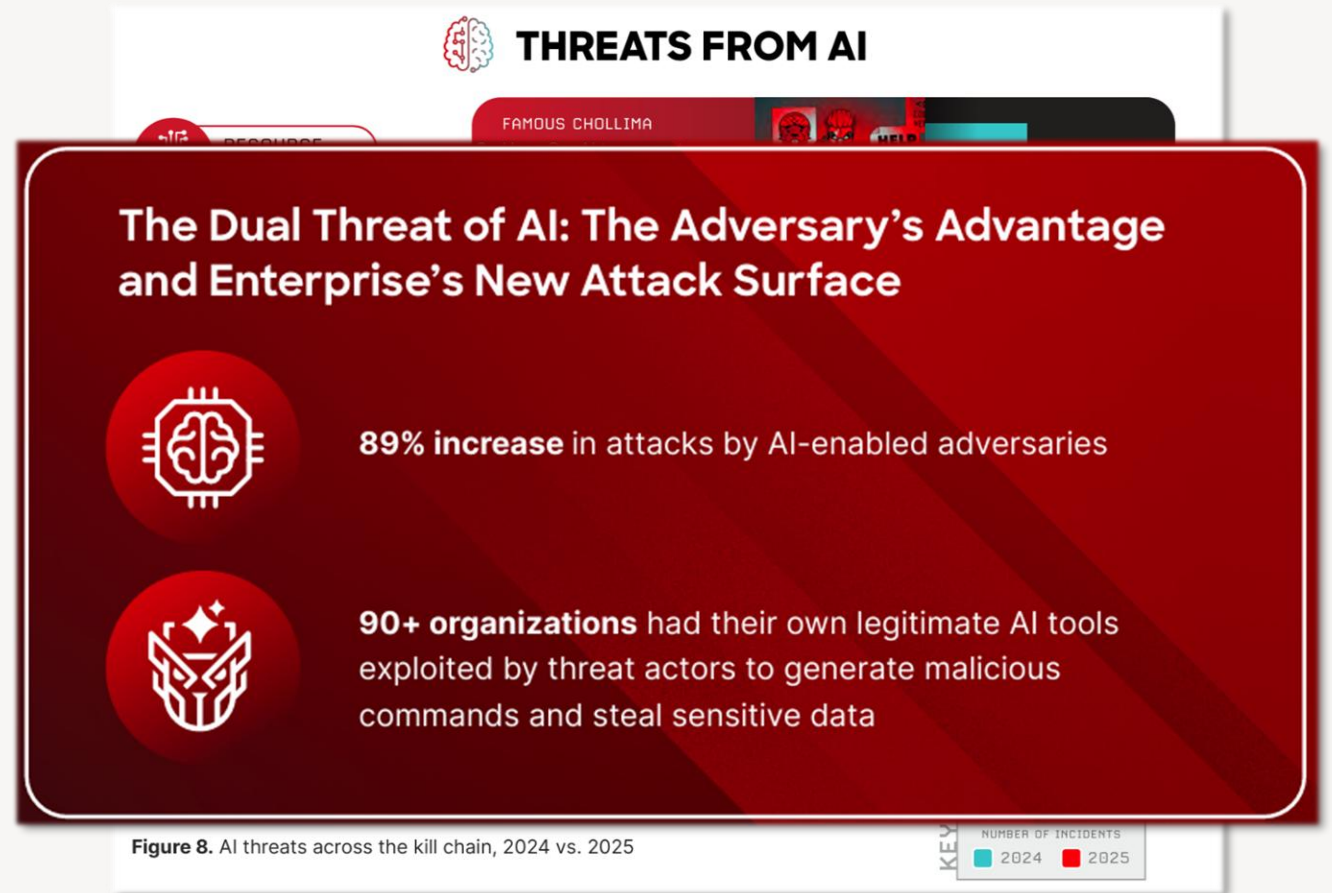 THREATS FROM AI
FAMOUS CHOLLIMA
RESOURCE
HELP
The Dual Threat of AI: The Adversary’s Advantage
and Enterprise’s New Attack Surface
89% increase in attacks by AI-enabled adversaries
90+ organizations had their own legitimate AI tools
exploited by threat actors to generate malicious
commands and steal sensitive data
Figure 8. AI threats across the kill chain, 2024 vs. 2025
KEY
NUMBER OF INCIDENTS
2024 2025